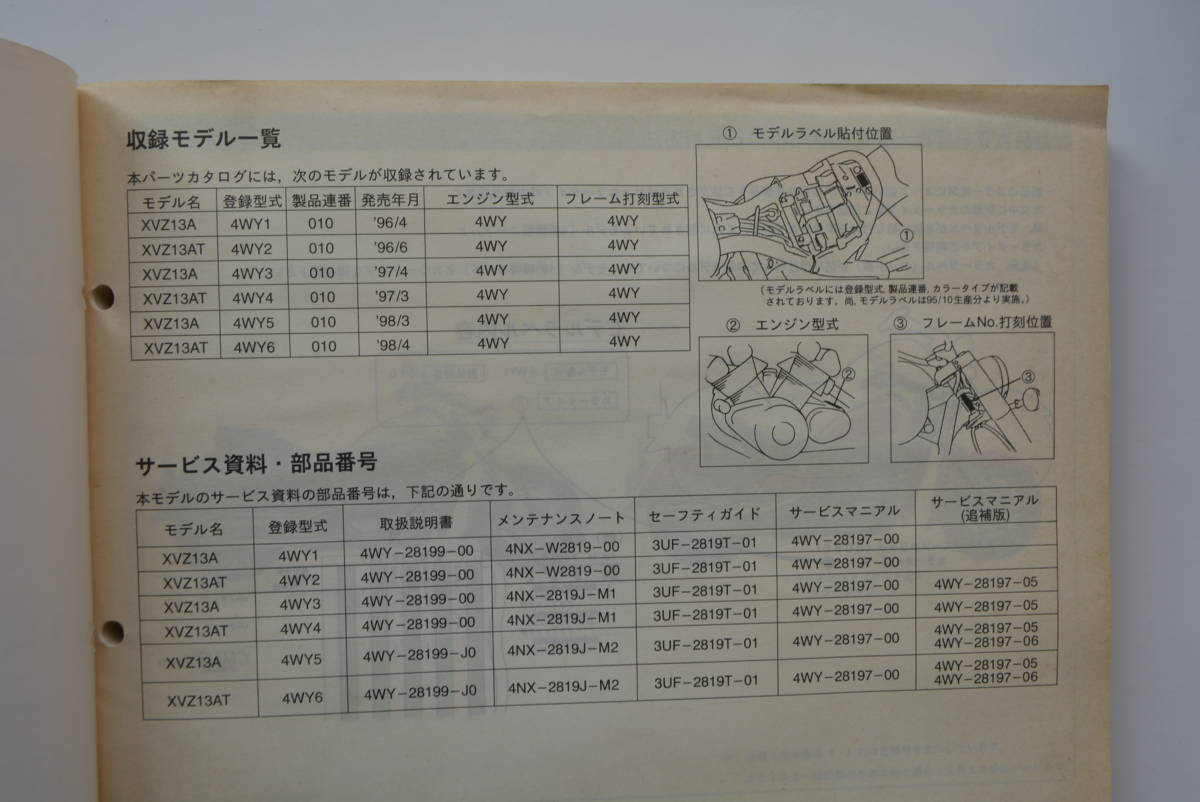 収録モデル一覧
本パーツカタログには，次のモデルが収録されています。
モデル名 登録型式 製品連番 発売年月 エンジン型式 フレーム打刻型式
XVZ13A 4WY1 010 '96/4 4WY 4WY
XVZ13AT 4WY2 010 '96/6 4WY 4WY
XVZ13A 4WY3 010 '97/4 4WY 4WY
XVZ13AT 4WY4 010 '97/3 4WY 4WY
XVZ13A 4WY5 010 '98/3 4WY 4WY
XVZ13AT 4WY6 010 '98/4 4WY 4WY
① モデルラベル貼付位置
①
(モデルラベルには登録型式, 製品連番, カラータイプが記載
されております。尚, モデルラベルは95/10生産分より実施。)
② エンジン型式
②
③ フレームNo.打刻位置
③
サービス資料・部品番号
本モデルのサービス資料の部品番号は，下記の通りです。
モデル名 登録型式 取扱説明書 メンテナンスノート セーフティガイド サービスマニアル サービスマニアル
(追補版)
XVZ13A 4WY1 4WY－28199－00 4NX－W2819－00 3UF－2819T－01 4WY－28197－00
XVZ13AT 4WY2 4WY－28199－00 4NX－W2819－00 3UF－2819T－01 4WY－28197－00
XVZ13A 4WY3 4WY－28199－00 4NX－2819J－M1 3UF－2819T－01 4WY－28197－00 4WY－28197－05
XVZ13AT 4WY4 4WY－28199－00 4NX－2819J－M1 3UF－2819T－01 4WY－28197－00 4WY－28197－05
XVZ13A 4WY5 4WY－28199－J0 4NX－2819J－M2 3UF－2819T－01 4WY－28197－00 4WY－28197－05
4WY－28197－06
XVZ13AT 4WY6 4WY－28199－J0 4NX－2819J－M2 3UF－2819T－01 4WY－28197－00 4WY－28197－05
4WY－28197－06